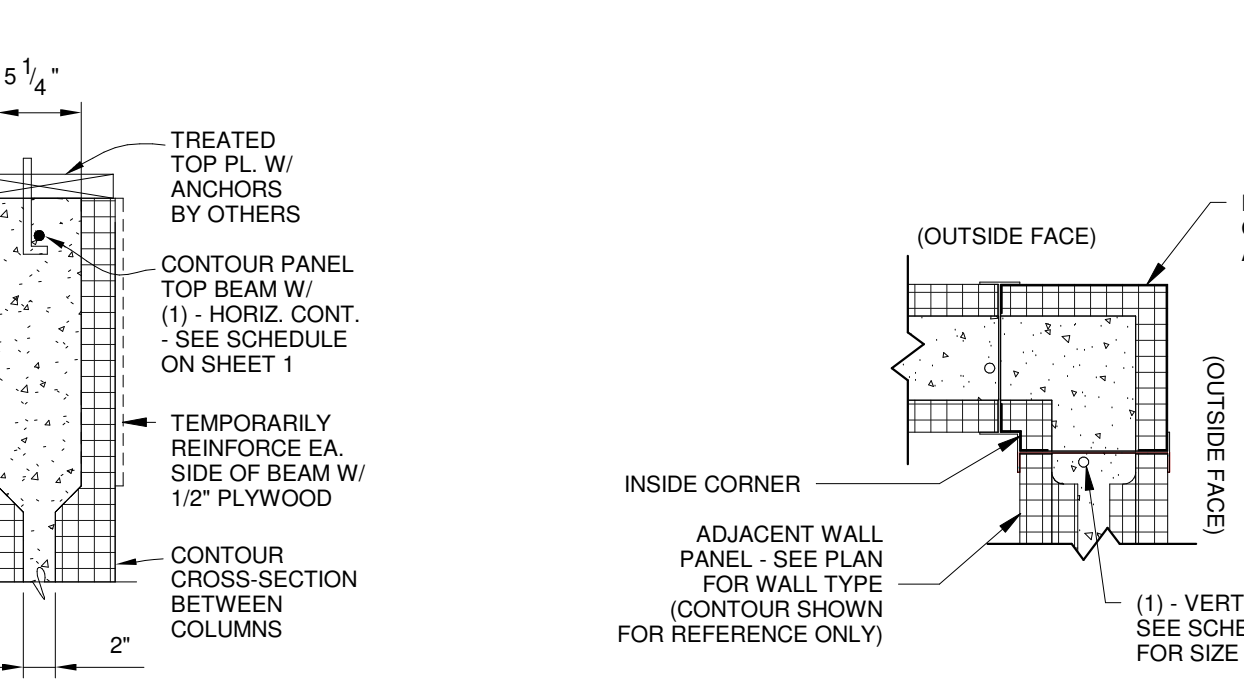 5 1/4"
TREATED
TOP PL. W/
ANCHORS
BY OTHERS
CONTOUR PANEL
TOP BEAM W/
(1) - HORIZ. CONT.
- SEE SCHEDULE
ON SHEET 1
TEMPORARILY
REINFORCE EA.
SIDE OF BEAM W/
1/2" PLYWOOD
CONTOUR
CROSS-SECTION
BETWEEN
COLUMNS
2"
(OUTSIDE FACE)
(OUTSIDE FACE)
INSIDE CORNER
ADJACENT WALL
PANEL - SEE PLAN
FOR WALL TYPE
(CONTOUR SHOWN
FOR REFERENCE ONLY)
(1) - VERT
SEE SCHE
FOR SIZE